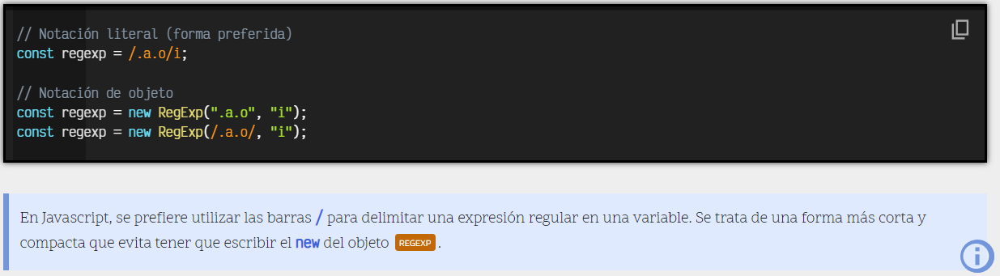 // Notación literal (forma preferida)
const regexp = /.a.o/i;
// Notación de objeto
const regexp = new RegExp(".a.o", "i");
const regexp = new RegExp(/.a.o/, "i");
En Javascript, se prefiere utilizar las barras / para delimitar una expresión regular en una variable. Se trata de una forma más corta y
compacta que evita tener que escribir el new del objeto REGEXP .